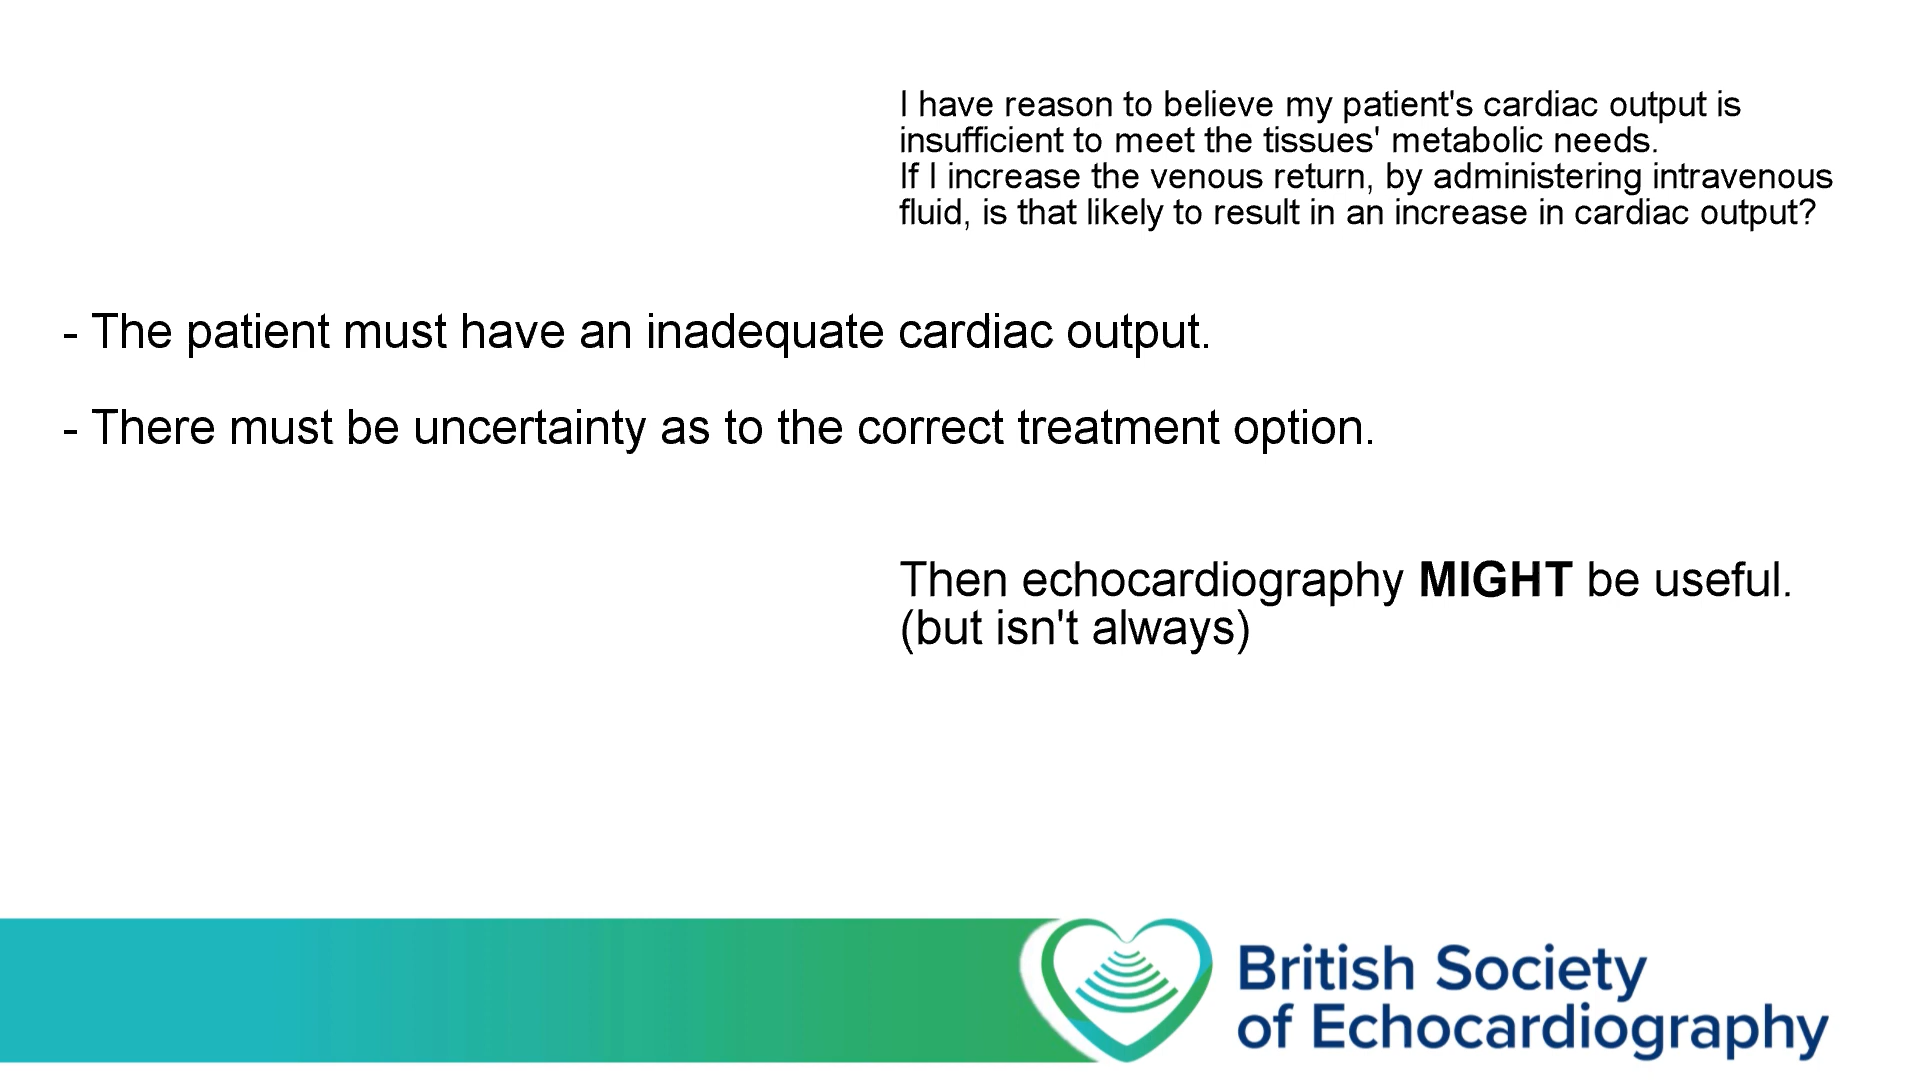 I have reason to believe my patient's cardiac output is
insufficient to meet the tissues' metabolic needs.
If I increase the venous return, by administering intravenous
fluid, is that likely to result in an increase in cardiac output?
- The patient must have an inadequate cardiac output.
- There must be uncertainty as to the correct treatment option.
Then echocardiography MIGHT be useful.
(but isn't always)
British Society
of Echocardiography